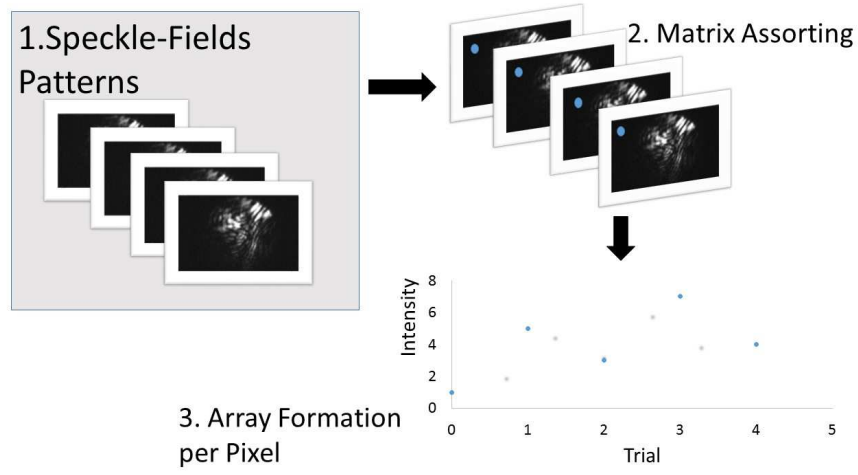 1.Speckle-Fields
Patterns
2. Matrix Assorting
8
6
4
2
0
Intensity
0 1 2 3 4 5
Trial
3. Array Formation
per Pixel